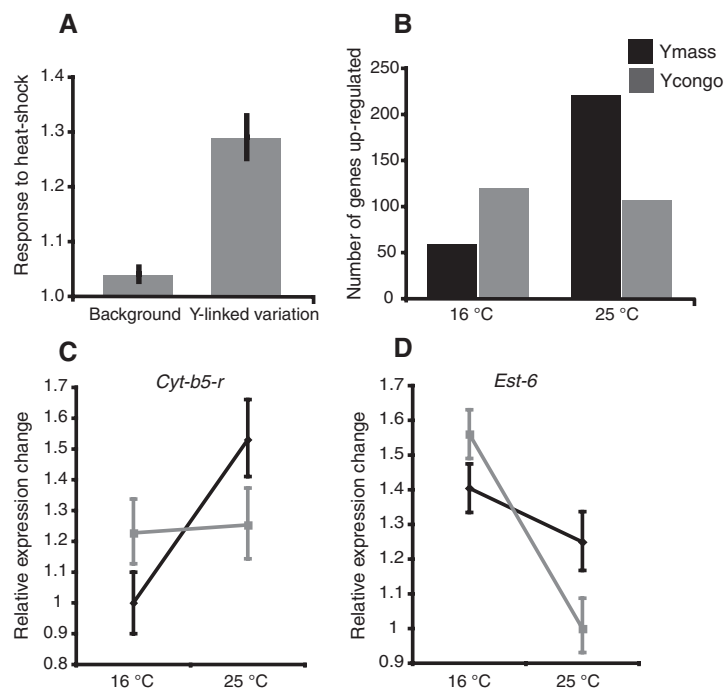 A
Response to heat-shock
1.4
1.3
1.2
1.1
1.0
Background
Y-linked variation
B
Ymass
Ycongo
Number of genes up-regulated
250
200
150
100
50
0
16 °C
25 °C
C
Cyt-b5-r
Relative expression change
1.7
1.6
1.5
1.4
1.3
1.2
1.1
1
0.9
0.8
16 °C
25 °C
D
Est-6
Relative expression change
1.7
1.6
1.5
1.4
1.3
1.2
1.1
1
0.9
16 °C
25 °C